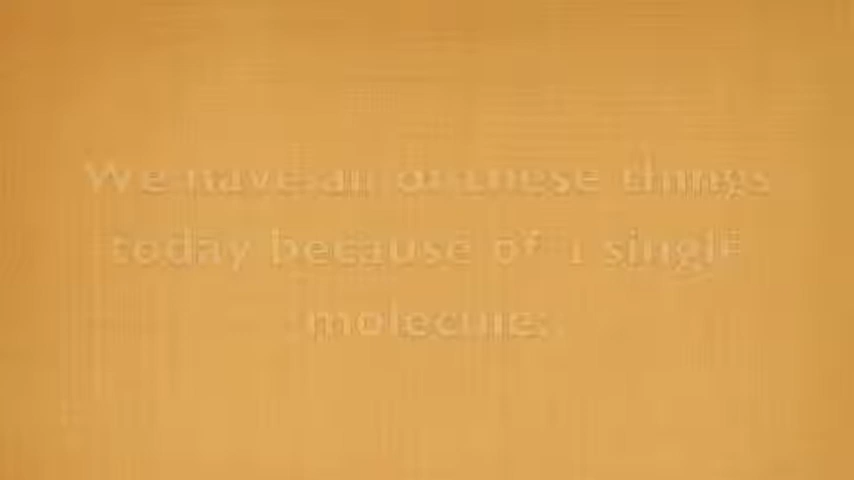 We have all of these things
today because of a single
molecule: